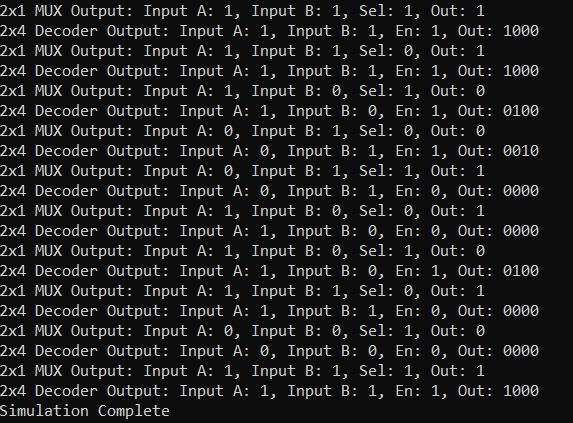 2x1 MUX Output: Input A: 1, Input B: 1, Sel: 1, Out: 1
2x4 Decoder Output: Input A: 1, Input B: 1, En: 1, Out: 1000
2x1 MUX Output: Input A: 1, Input B: 1, Sel: 0, Out: 1
2x4 Decoder Output: Input A: 1, Input B: 1, En: 1, Out: 1000
2x1 MUX Output: Input A: 1, Input B: 0, Sel: 1, Out: 0
2x4 Decoder Output: Input A: 1, Input B: 0, En: 1, Out: 0100
2x1 MUX Output: Input A: 0, Input B: 1, Sel: 0, Out: 0
2x4 Decoder Output: Input A: 0, Input B: 1, En: 1, Out: 0010
2x1 MUX Output: Input A: 0, Input B: 1, Sel: 1, Out: 1
2x4 Decoder Output: Input A: 0, Input B: 1, En: 0, Out: 0000
2x1 MUX Output: Input A: 1, Input B: 0, Sel: 0, Out: 1
2x4 Decoder Output: Input A: 1, Input B: 0, En: 0, Out: 0000
2x1 MUX Output: Input A: 1, Input B: 0, Sel: 1, Out: 0
2x4 Decoder Output: Input A: 1, Input B: 0, En: 1, Out: 0100
2x1 MUX Output: Input A: 1, Input B: 1, Sel: 0, Out: 1
2x4 Decoder Output: Input A: 1, Input B: 1, En: 0, Out: 0000
2x1 MUX Output: Input A: 0, Input B: 0, Sel: 1, Out: 0
2x4 Decoder Output: Input A: 0, Input B: 0, En: 0, Out: 0000
2x1 MUX Output: Input A: 1, Input B: 1, Sel: 1, Out: 1
2x4 Decoder Output: Input A: 1, Input B: 1, En: 1, Out: 1000
Simulation Complete